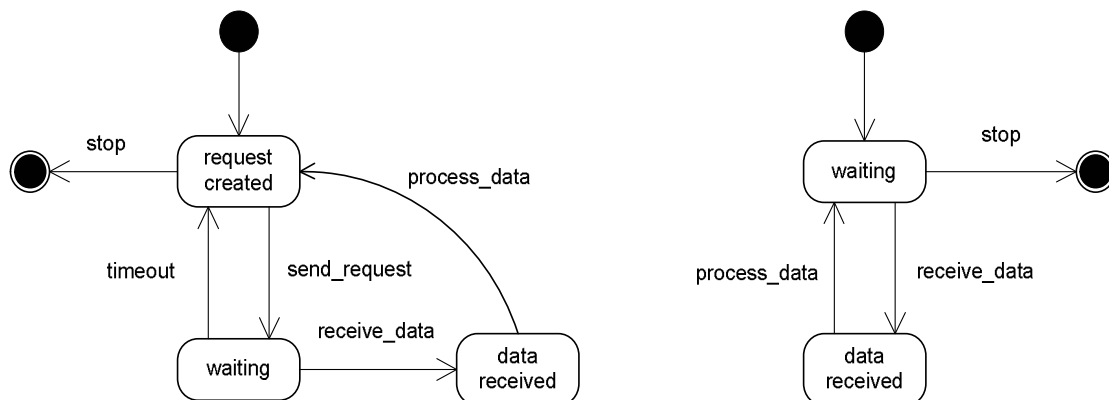 stop
request
created
process_data
timeout
send_request
receive_data
waiting
data
received
waiting
stop
process_data
receive_data
data
received